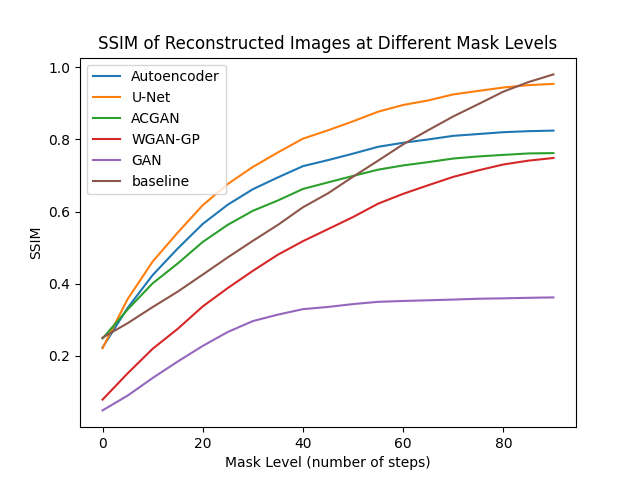 SSIM of Reconstructed Images at Different Mask Levels
1.0
0.8
0.6
0.4
0.2
SSIM
Autoencoder
U-Net
ACGAN
WGAN-GP
GAN
baseline
0 20 40 60 80
Mask Level (number of steps)